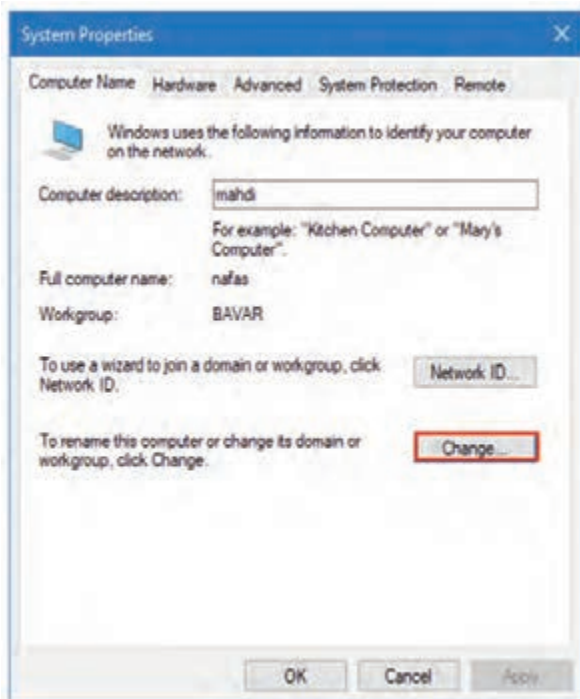 System Properties
Computer Name Hardware Advanced System Protection Remote
Windows uses the following information to identify your computer
on the network.
Computer description: mahdi
For example: "Kitchen Computer" or "Mary's
Computer".
Full computer name: nafas
Workgroup: BAVAR
To use a wizard to join a domain or workgroup, click
Network ID.
Network ID...
To rename this computer or change its domain or
workgroup, click Change.
Change...
OK Cancel Apply